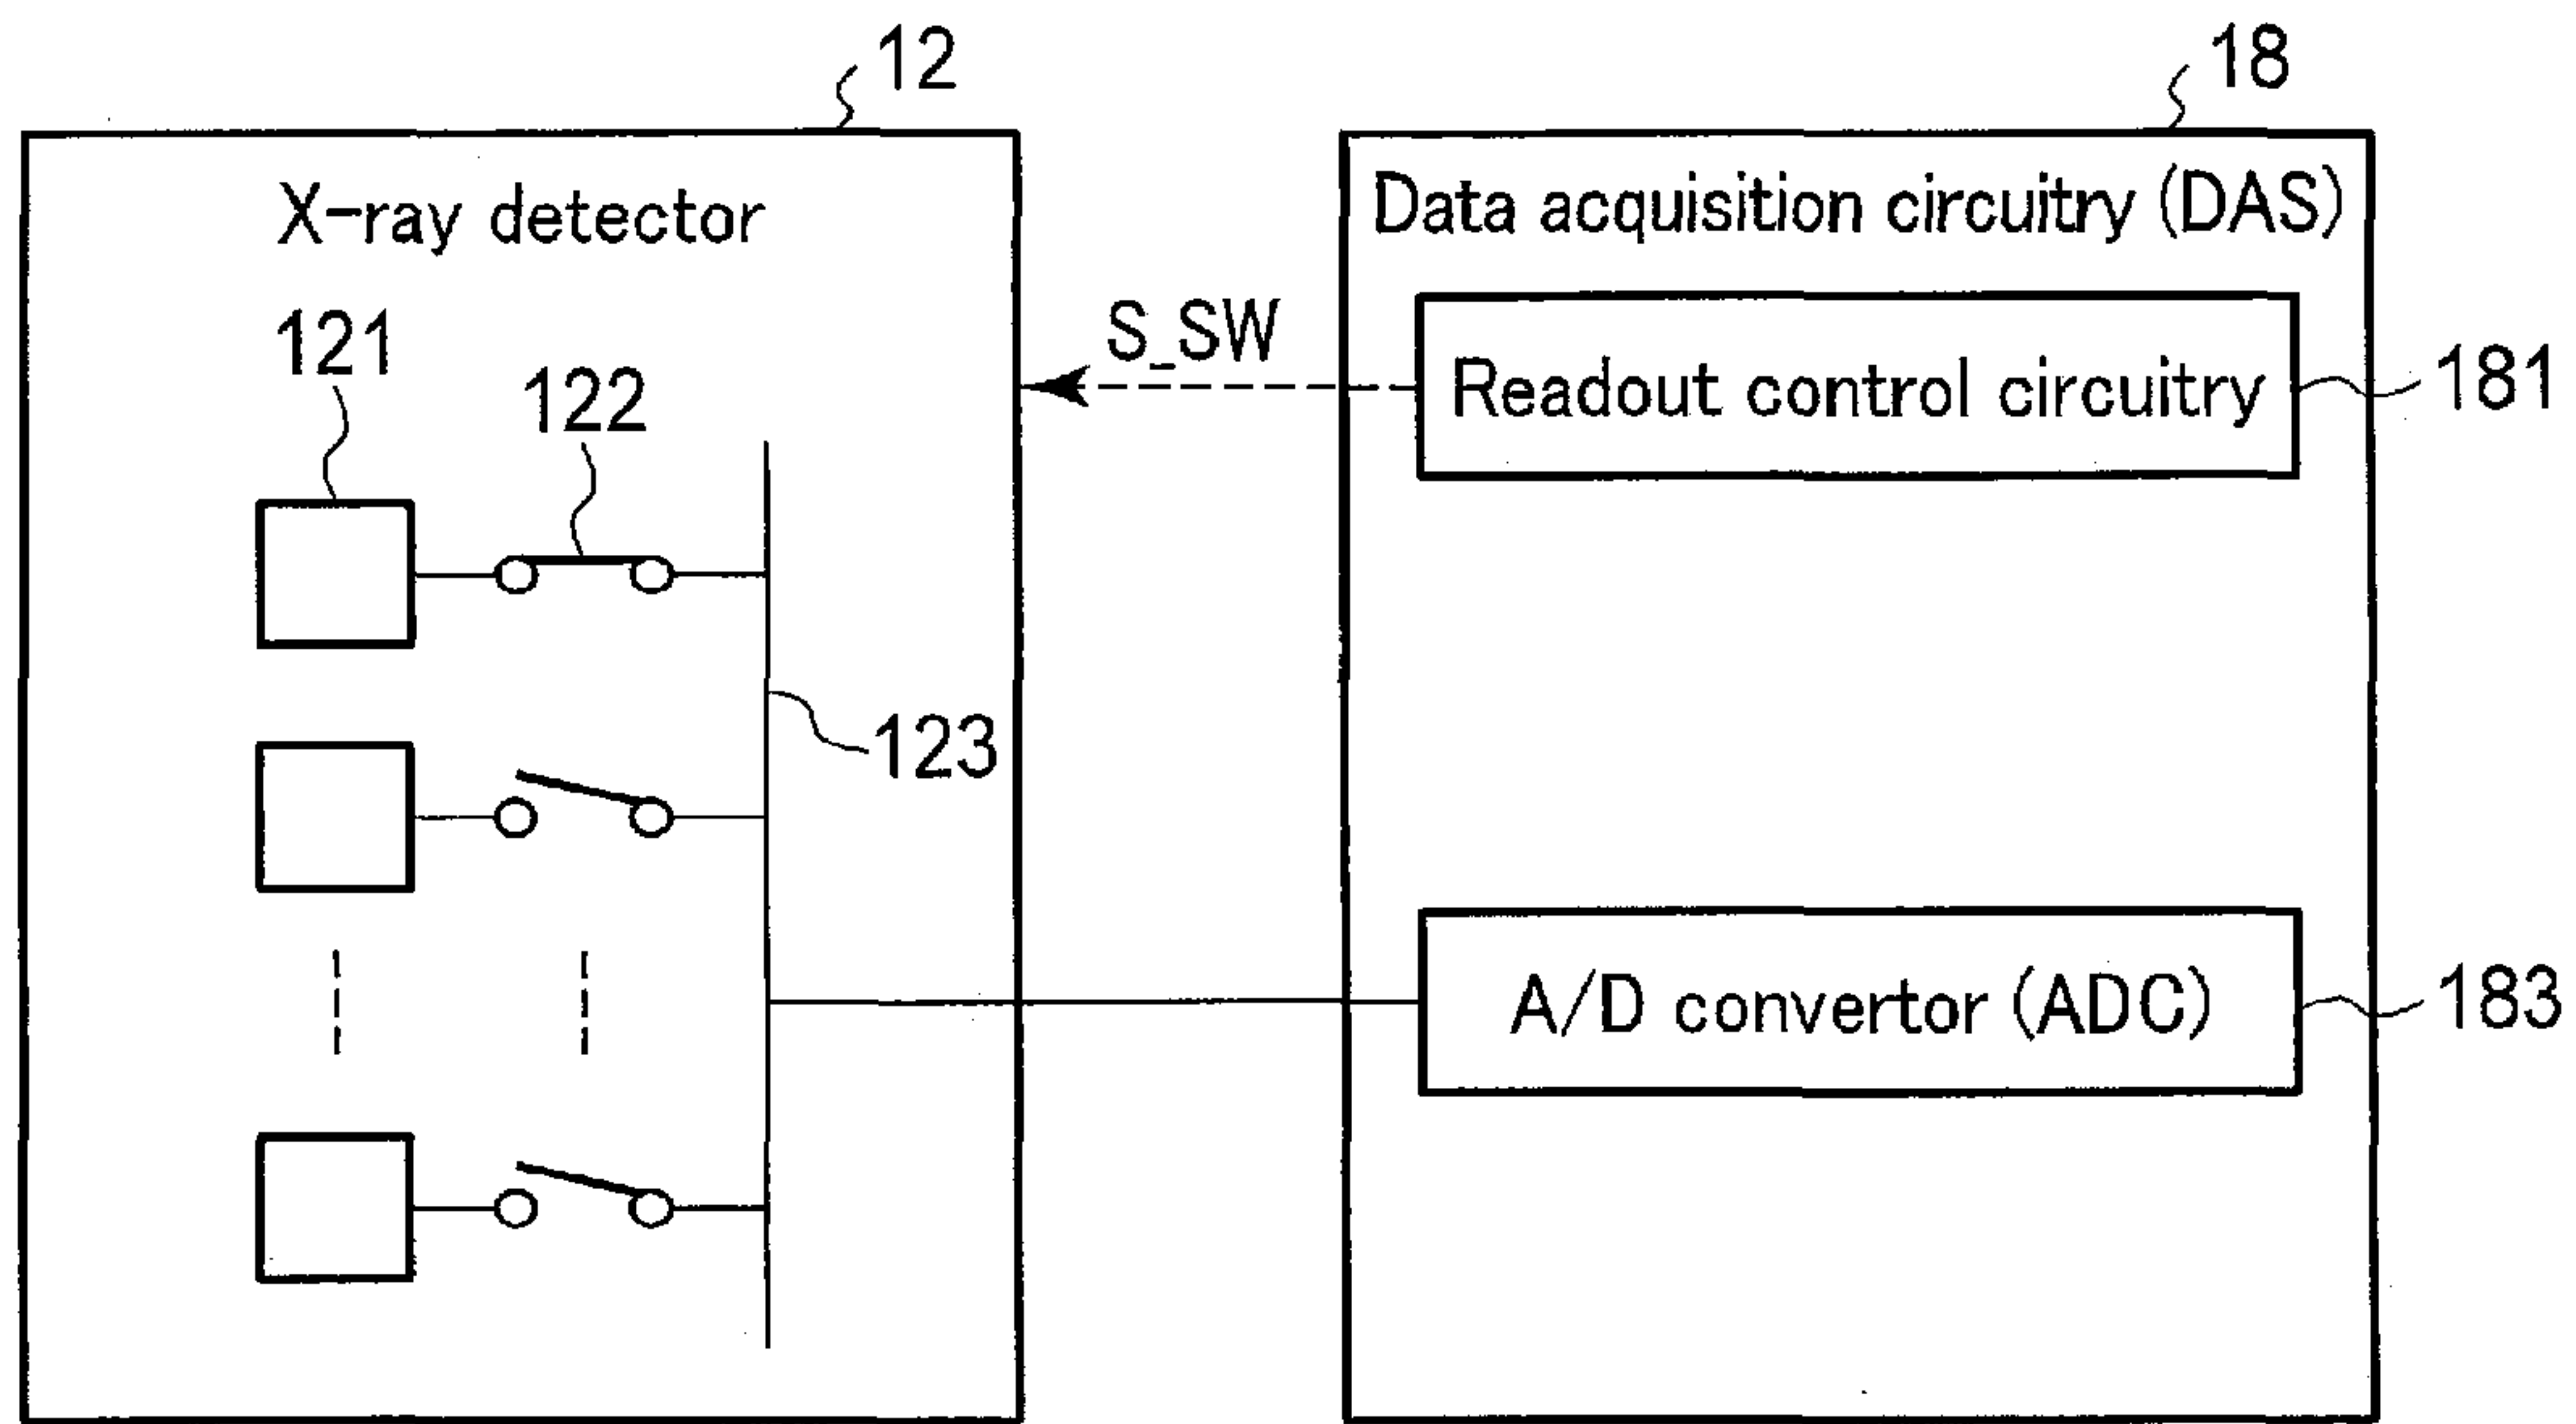 12
18
X-ray detector
Data acquisition circuitry (DAS)
S_SW
121
122
Readout control circuitry
181
123
A/D convertor (ADC)
183